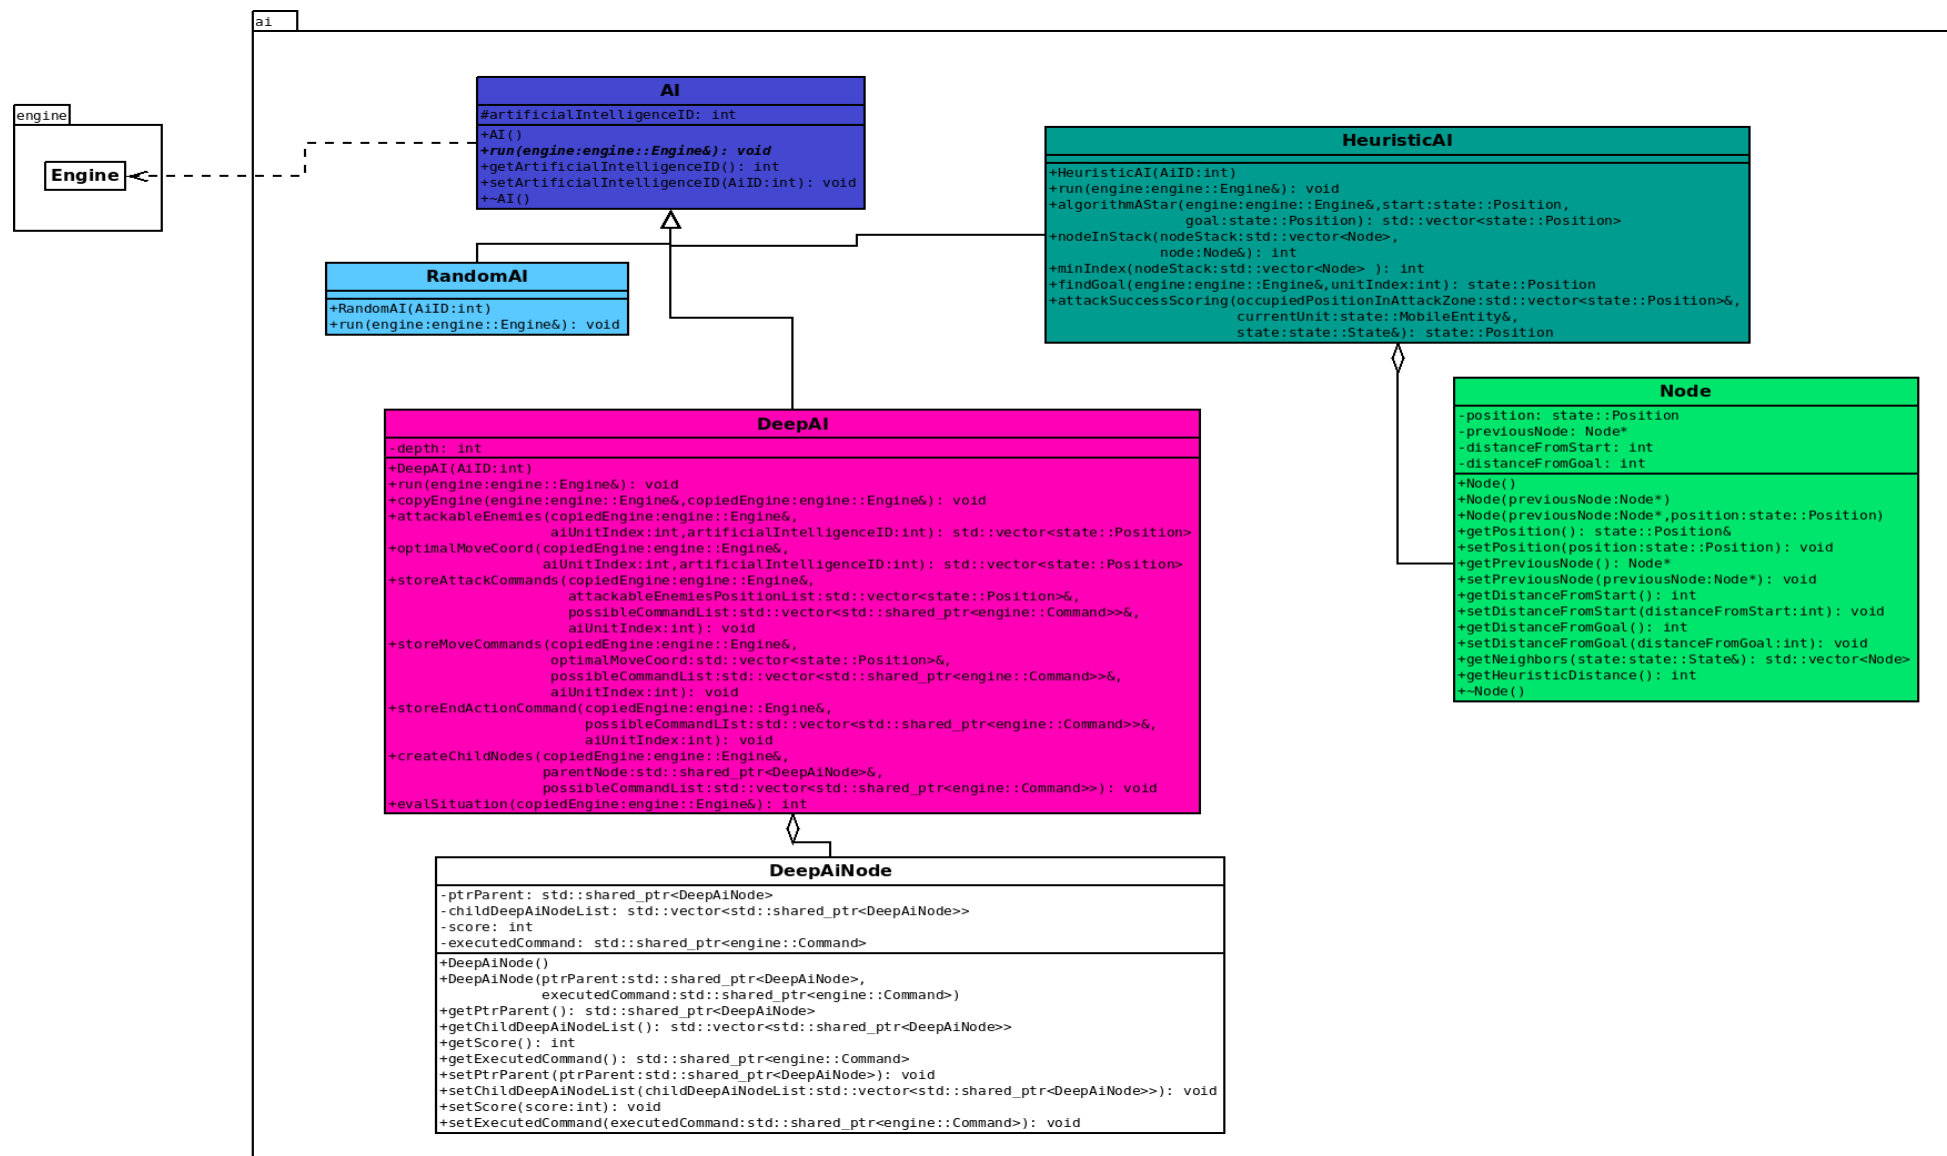 ai
engine
Engine
AI
#artificialIntelligenceID: int
+AI()
+run(engine:engine::Engine&): void
+getArtificialIntelligenceID(): int
+setArtificialIntelligenceID(AiID:int): void
+~AI()
RandomAI
+RandomAI(AiID:int)
+run(engine:engine::Engine&): void
HeuristicAI
+HeuristicAI(AiID:int)
+run(engine:engine::Engine&): void
+algorithmAStar(engine:engine::Engine&,start:state::Position,
goal:state::Position): std::vector<state::Position>
+nodeInStack(nodeStack:std::vector<Node>,
node:Node&): int
+minIndex(nodeStack:std::vector<Node> ): int
+findGoal(engine:engine::Engine&,unitIndex:int): state::Position
+attackSuccessScoring(occupiedPositionInAttackZone:std::vector<state::Position>&,
currentUnit:state::MobileEntity&,
state:state::State&): state::Position
Node
-position: state::Position
-previousNode: Node*
-distanceFromStart: int
-distanceFromGoal: int
+Node()
+Node(previousNode:Node*)
+Node(previousNode:Node*,position:state::Position)
+getPosition(): state::Position&
+setPosition(position:state::Position): void
+getPreviousNode(): Node*
+setPreviousNode(previousNode:Node*): void
+getDistanceFromStart(): int
+setDistanceFromStart(distanceFromStart:int): void
+getDistanceFromGoal(): int
+setDistanceFromGoal(distanceFromGoal:int): void
+getNeighbors(state:state::State&): std::vector<Node>
+getHeuristicDistance(): int
+~Node()
DeepAI
-depth: int
+DeepAI(AiID:int)
+run(engine:engine::Engine&): void
+copyEngine(engine:engine::Engine&,copiedEngine:engine::Engine&): void
+attackableEnemies(copiedEngine:engine::Engine&,
aiUnitIndex:int,artificialIntelligenceID:int): std::vector<state::Position>
+optimalMoveCoord(copiedEngine:engine::Engine&,
aiUnitIndex:int,artificialIntelligenceID:int): std::vector<state::Position>
+storeAttackCommands(copiedEngine:engine::Engine&,
attackableEnemiesPositionList:std::vector<state::Position>&,
possibleCommandList:std::vector<std::shared_ptr<engine::Command>>&,
aiUnitIndex:int): void
+storeMoveCommands(copiedEngine:engine::Engine&,
optimalMoveCoord:std::vector<state::Position>&,
possibleCommandList:std::vector<std::shared_ptr<engine::Command>>&,
aiUnitIndex:int): void
+storeEndActionCommand(copiedEngine:engine::Engine&,
possibleCommandLIst:std::vector<std::shared_ptr<engine::Command>>&,
aiUnitIndex:int): void
+createChildNodes(copiedEngine:engine::Engine&,
parentNode:std::shared_ptr<DeepAiNode>&,
possibleCommandList:std::vector<std::shared_ptr<engine::Command>>): void
+evalSituation(copiedEngine:engine::Engine&): int
DeepAiNode
-ptrParent: std::shared_ptr<DeepAiNode>
-childDeepAiNodeList: std::vector<std::shared_ptr<DeepAiNode>>
-score: int
-executedCommand: std::shared_ptr<engine::Command>
+DeepAiNode()
+DeepAiNode(ptrParent:std::shared_ptr<DeepAiNode>,
executedCommand:std::shared_ptr<engine::Command>)
+getPtrParent(): std::shared_ptr<DeepAiNode>
+getChildDeepAiNodeList(): std::vector<std::shared_ptr<DeepAiNode>>
+getScore(): int
+getExecutedCommand(): std::shared_ptr<engine::Command>
+setPtrParent(ptrParent:std::shared_ptr<DeepAiNode>): void
+setChildDeepAiNodeList(childDeepAiNodeList:std::vector<std::shared_ptr<DeepAiNode>>): void
+setScore(score:int): void
+setExecutedCommand(executedCommand:std::shared_ptr<engine::Command>): void